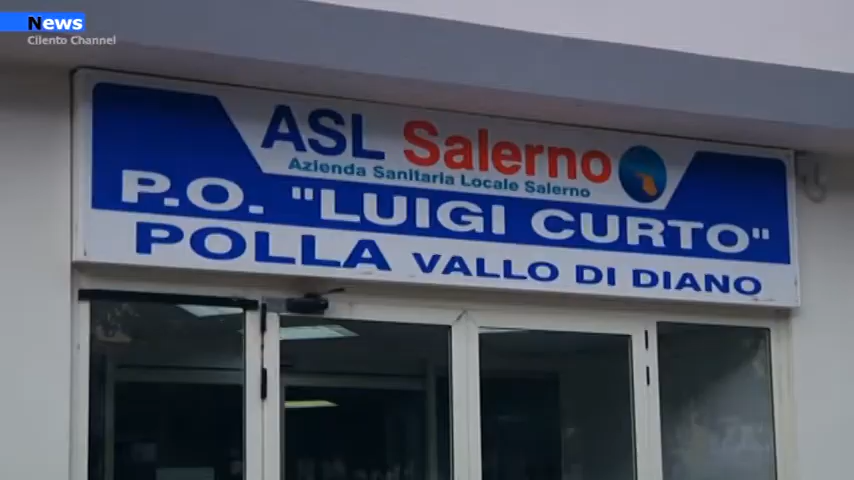 News
Cilento Channel
ASL Salerno
Azienda Sanitaria Locale Salerno
P.O. "LUIGI CURTO"
POLLA VALLO DI DIANO